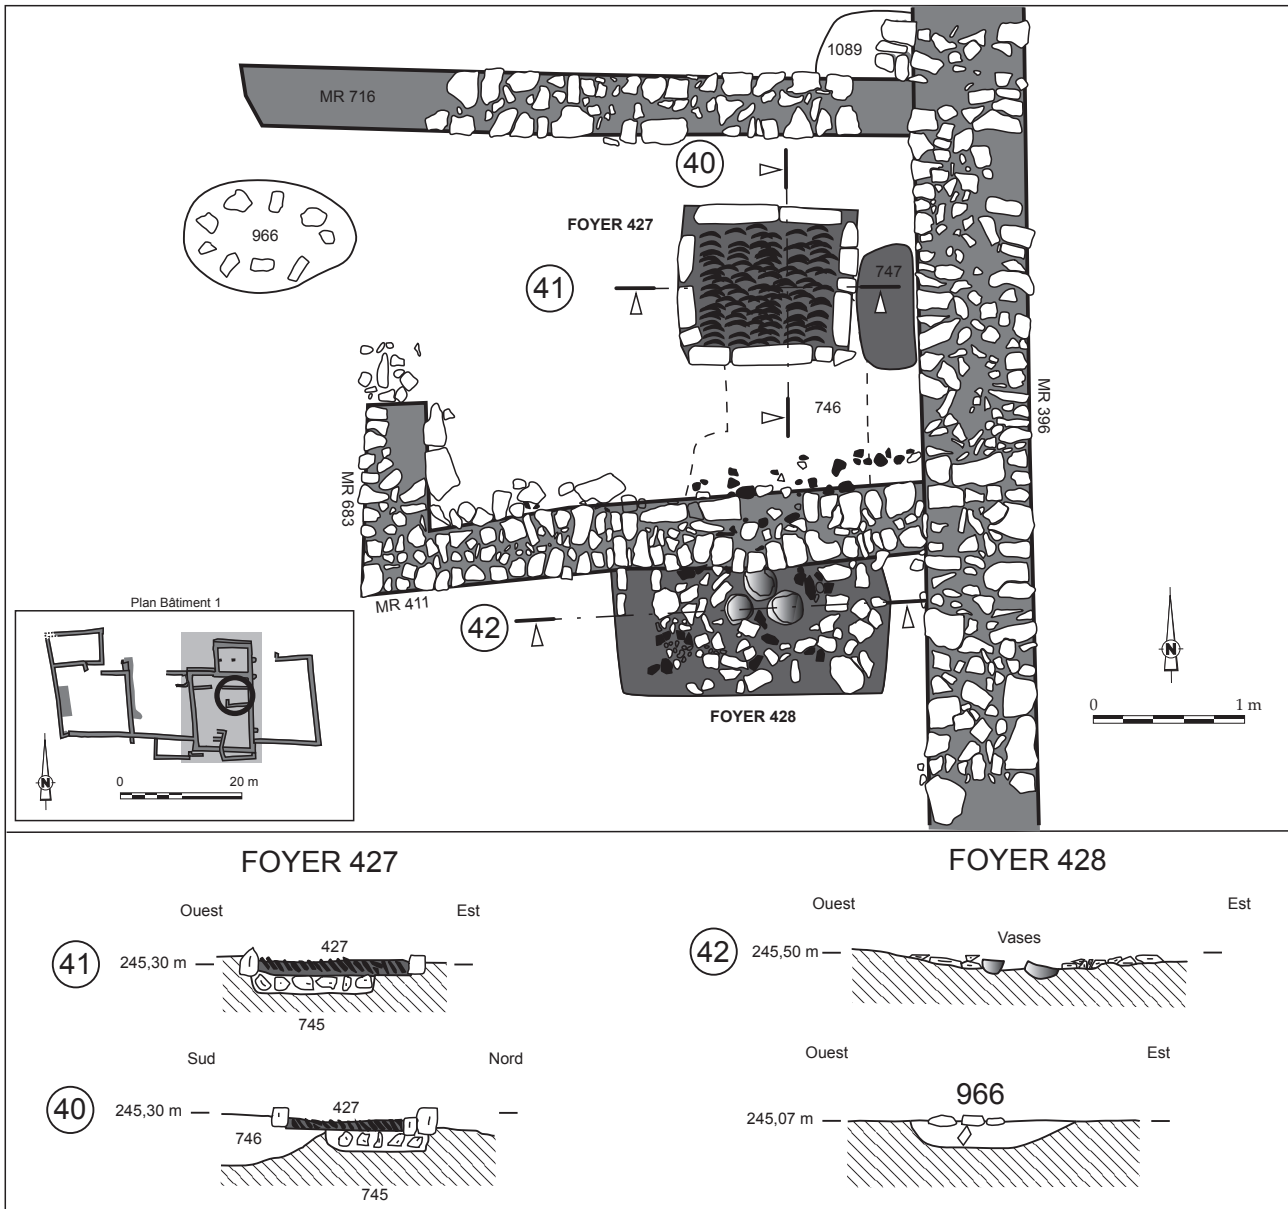 1089
MR 716
40
FOYER 427
966
41
747
746
MR 396
MR 683
MR 411
42
FOYER 428
N
0 1 m
Plan Bâtiment 1
N
0 20 m
FOYER 427
Ouest Est
41
245,30 m
427
745
Sud Nord
40
245,30 m
427
746
745
FOYER 428
Ouest Est
42
245,50 m
Vases
Ouest Est
966
245,07 m